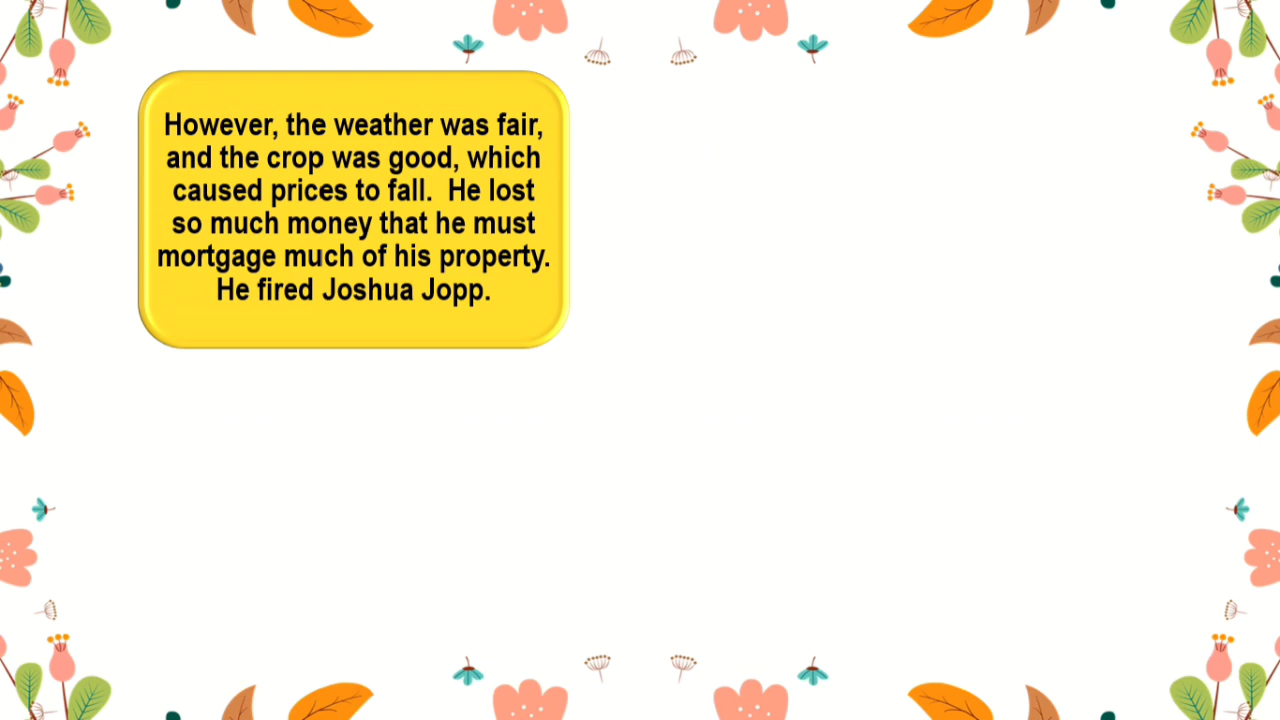 However, the weather was fair,
and the crop was good, which
caused prices to fall.  He lost
so much money that he must
mortgage much of his property.
He fired Joshua Jopp.